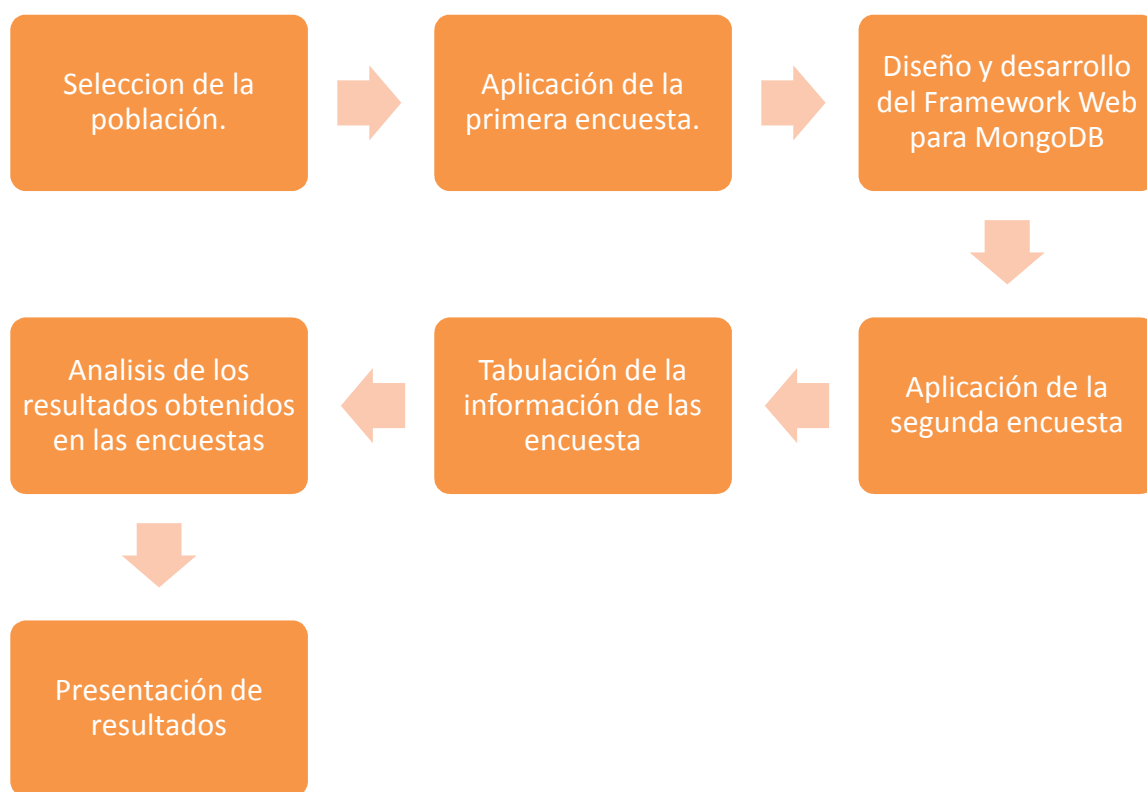 Seleccion de la
población.
Aplicación de la
primera encuesta.
Diseño y desarrollo
del Framework Web
para MongoDB
Aplicación de la
segunda encuesta
Tabulación de la
información de las
encuesta
Analisis de los
resultados obtenidos
en las encuestas
Presentación de
resultados